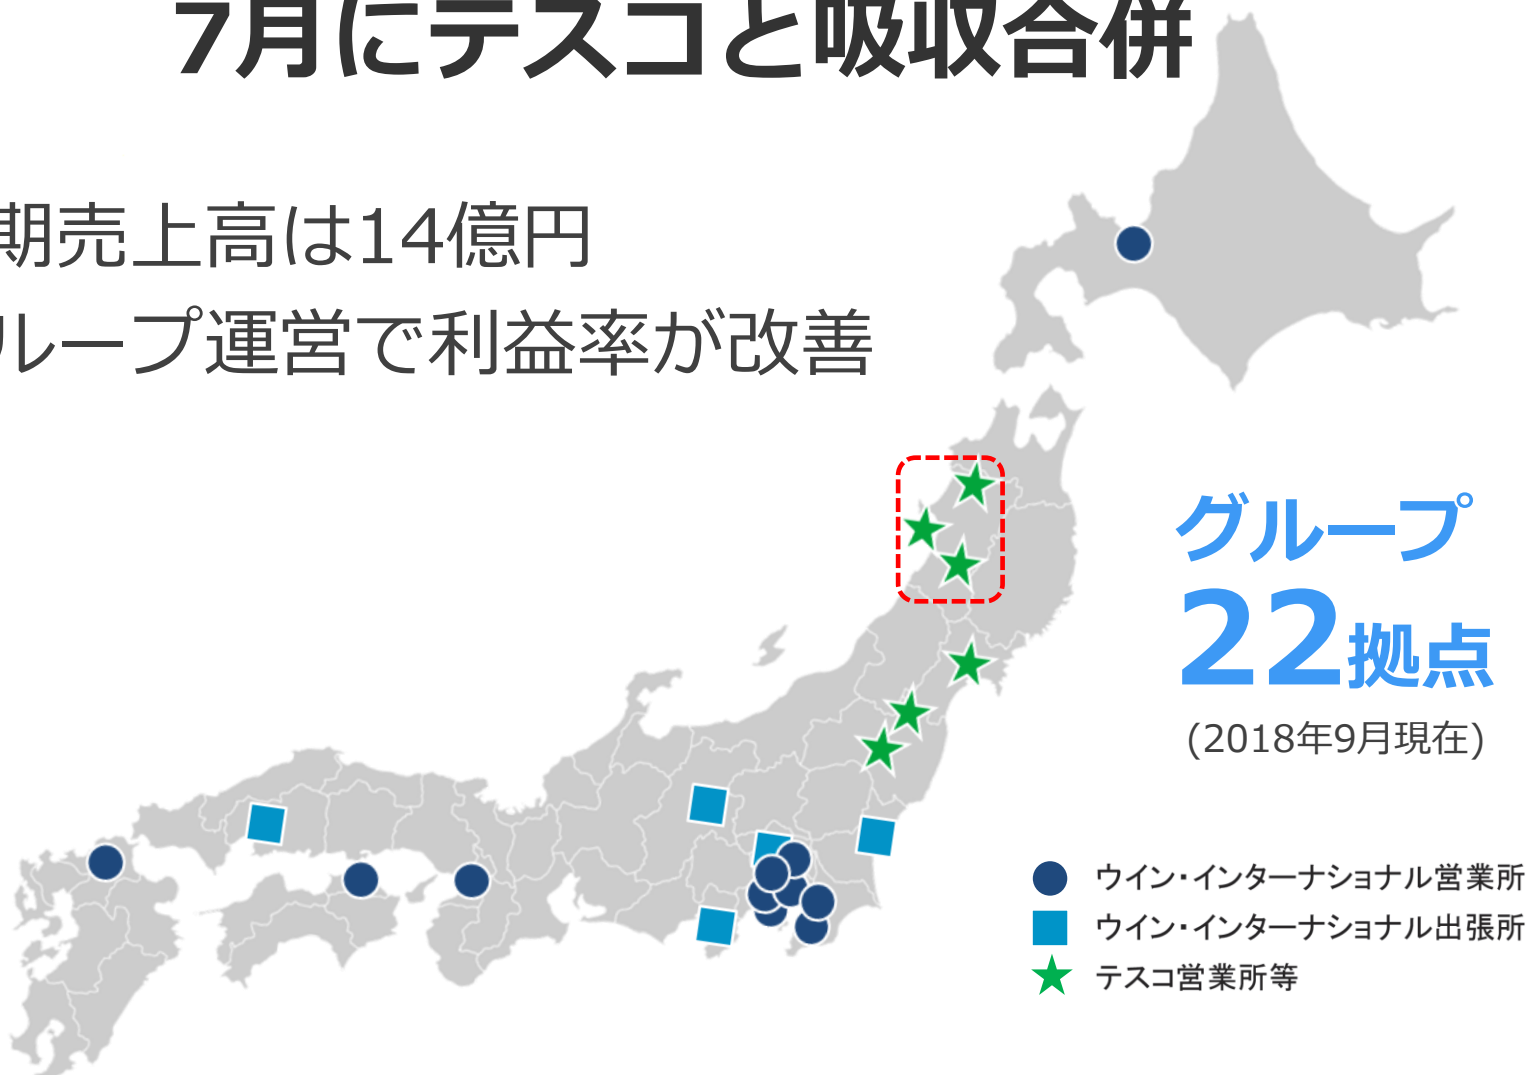 7月にテスコと吸収合併
期売上高は14億円
ループ運営で利益率が改善
グループ
22拠点
(2018年9月現在)
ウイン・インターナショナル営業所
ウイン・インターナショナル出張所
テスコ営業所等